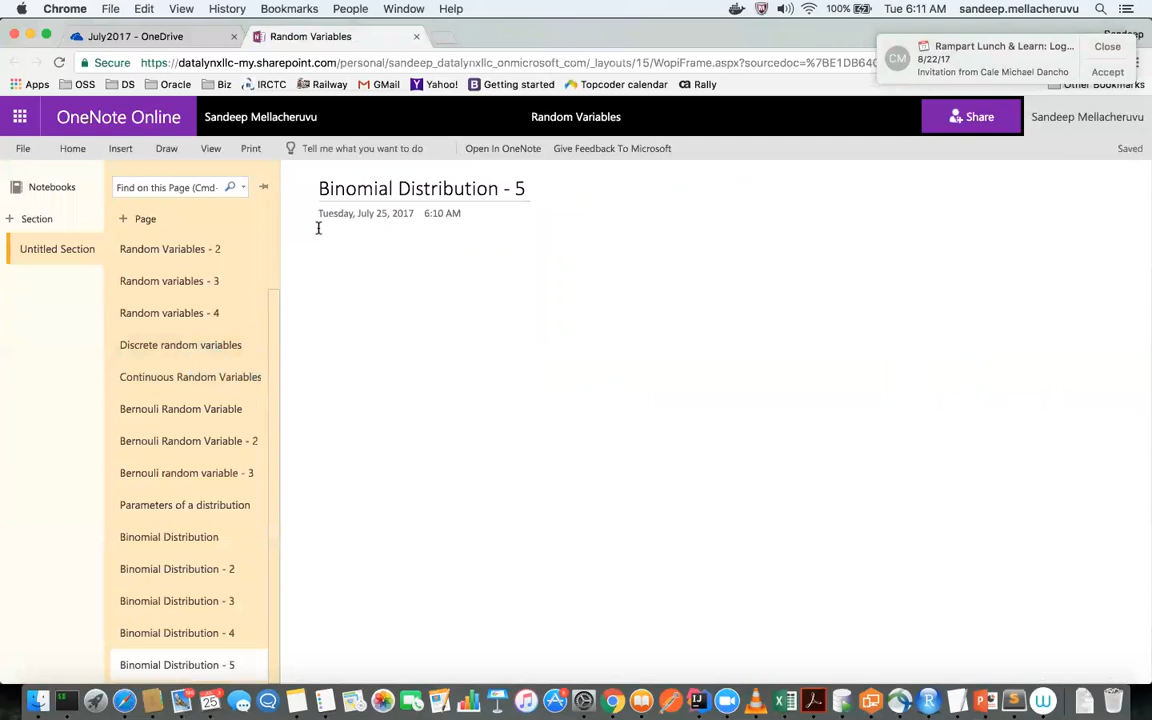 Chrome File Edit View History Bookmarks People Window Help 100% Tue 6:11 AM sandeep.mellacheruvu
July2017 - OneDrive Random Variables Sandeep
Secure https://datalynxllc-my.sharepoint.com/personal/sandeep_datalynxllc_onmicrosoft_com/_layouts/15/WopiFrame.aspx?sourcedoc=%7BE1DB64
Rampart Lunch & Learn: Log... Close
8/22/17
Invitation from Cale Michael Dancho Accept
CM
Apps OSS DS Oracle Biz IRCTC Railway GMail Yahoo! Getting started Topcoder calendar Rally Other Bookmarks
OneNote Online Sandeep Mellacheruvu Random Variables Share Sandeep Mellacheruvu
File Home Insert Draw View Print Tell me what you want to do Open In OneNote Give Feedback To Microsoft Saved
Notebooks
+ Section
Untitled Section
Find on this Page (Cmd-
+ Page
Random Variables - 2
Random variables - 3
Random variables - 4
Discrete random variables
Continuous Random Variables
Bernouli Random Variable
Bernouli Random Variable - 2
Bernouli random variable - 3
Parameters of a distribution
Binomial Distribution
Binomial Distribution - 2
Binomial Distribution - 3
Binomial Distribution - 4
Binomial Distribution - 5
Binomial Distribution - 5
Tuesday, July 25, 2017 6:10 AM
25